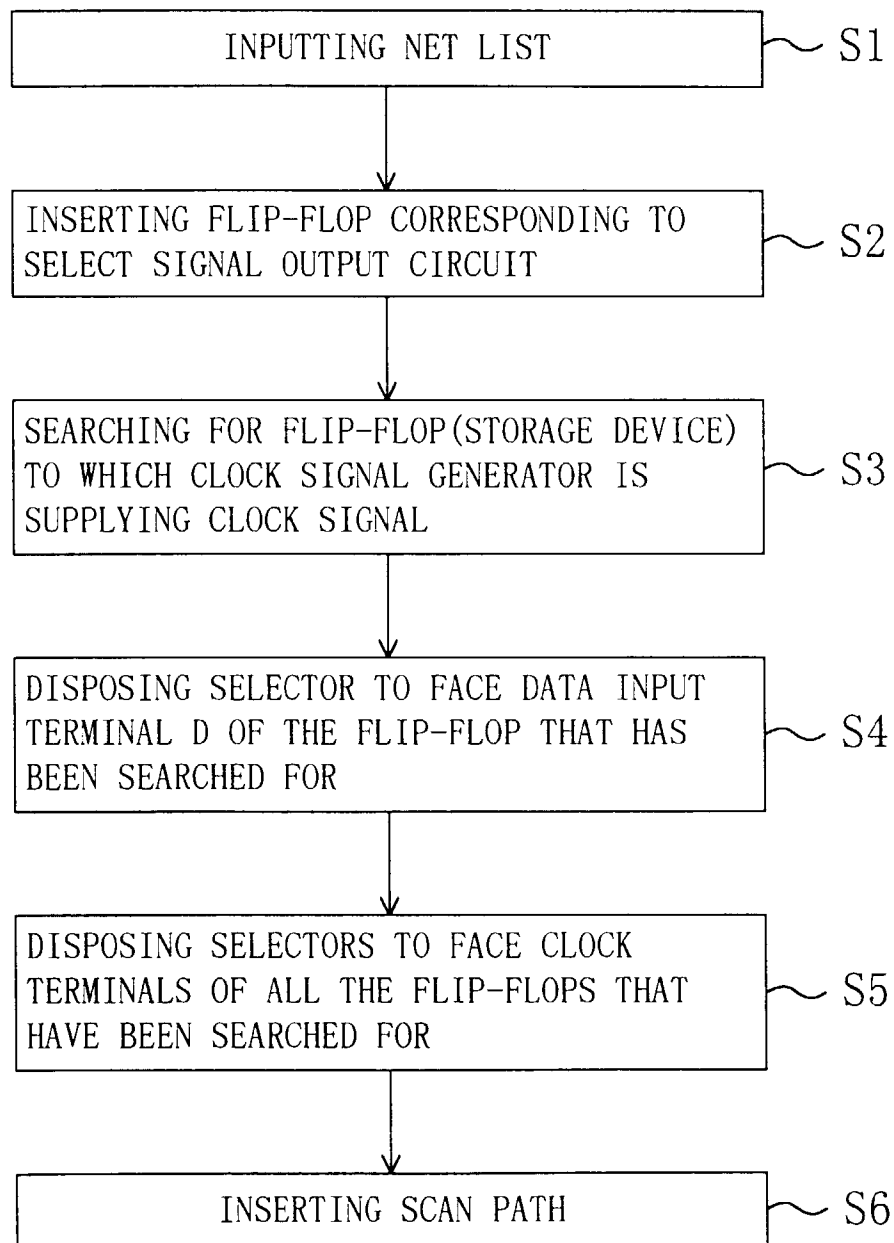 INPUTTING NET LIST
S1
INSERTING FLIP-FLOP CORRESPONDING TO
SELECT SIGNAL OUTPUT CIRCUIT
S2
SEARCHING FOR FLIP-FLOP(STORAGE DEVICE)
TO WHICH CLOCK SIGNAL GENERATOR IS
SUPPLYING CLOCK SIGNAL
S3
DISPOSING SELECTOR TO FACE DATA INPUT
TERMINAL D OF THE FLIP-FLOP THAT HAS
BEEN SEARCHED FOR
S4
DISPOSING SELECTORS TO FACE CLOCK
TERMINALS OF ALL THE FLIP-FLOPS THAT
HAVE BEEN SEARCHED FOR
S5
INSERTING SCAN PATH
S6